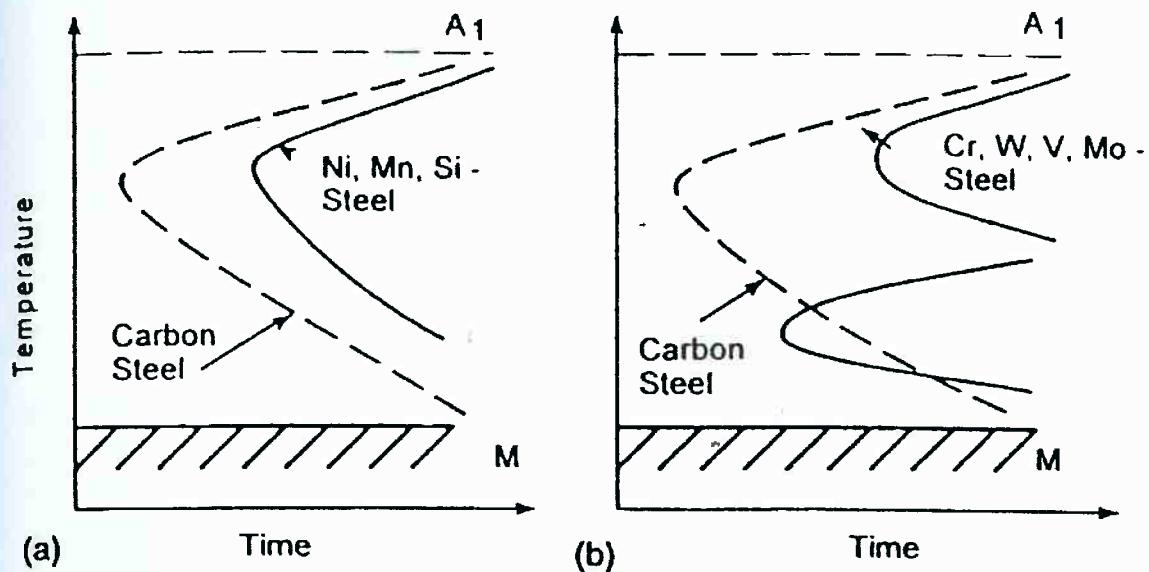 A1
Ni, Mn, Si -
Steel
Carbon
Steel
M
Temperature
Time
(a)
A1
Cr, W, V, Mo -
Steel
Carbon
Steel
M
Time
(b)